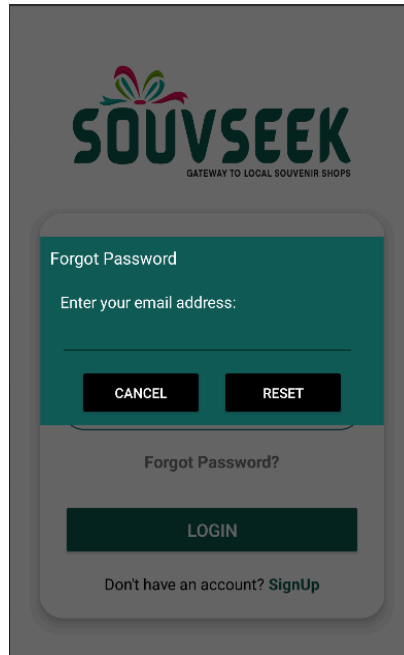 SOUVSEEK
GATEWAY TO LOCAL SOUVENIR SHOPS
Forgot Password
Enter your email address:
CANCEL RESET
Forgot Password?
LOGIN
Don't have an account? SignUp